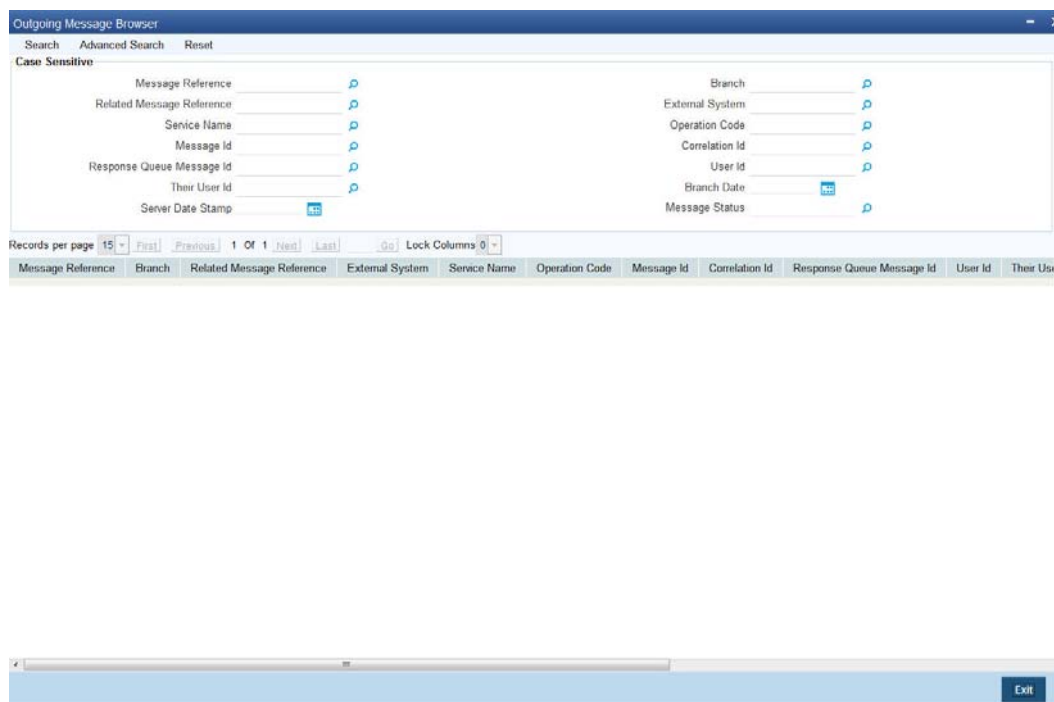 Outgoing Message Browser
Search Advanced Search Reset
Case Sensitive
Message Reference Branch
Related Message Reference External System
Service Name Operation Code
Message Id Correlation Id
Response Queue Message Id User Id
Their User Id Branch Date
Server Date Stamp Message Status
Records per page 15 First Previous 1 Of 1 Next Last Go Lock Columns 0
Message Reference Branch Related Message Reference External System Service Name Operation Code Message Id Correlation Id Response Queue Message Id User Id Their Use
Exit